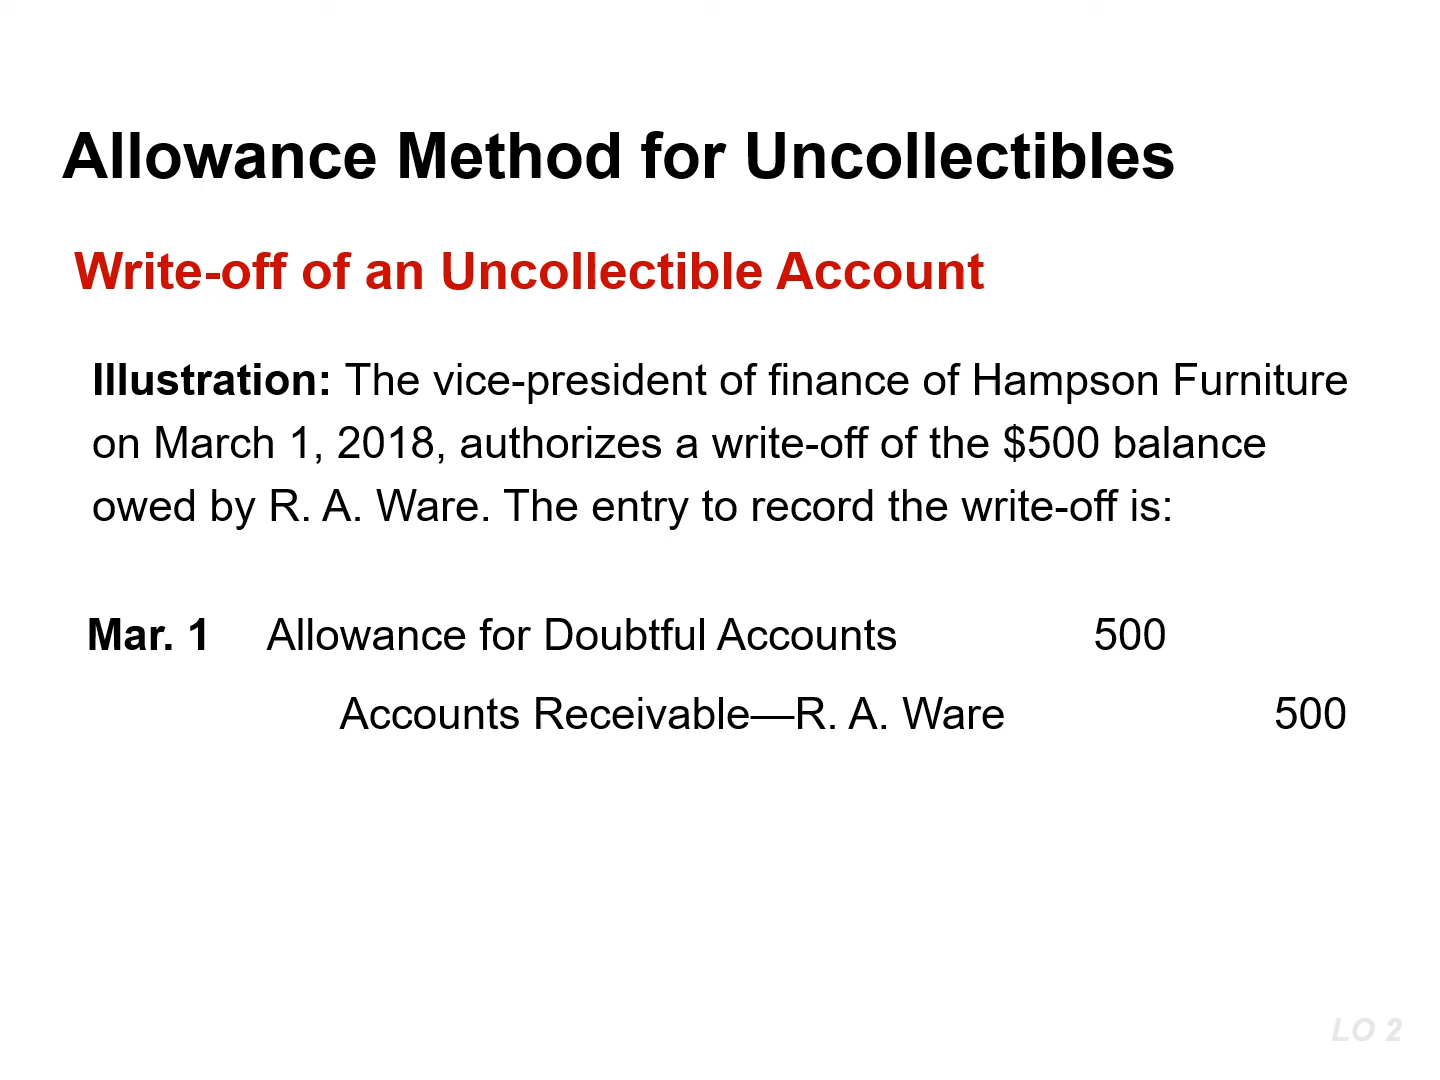 Allowance Method for Uncollectibles
Write-off of an Uncollectible Account
Illustration: The vice-president of finance of Hampson Furniture
on March 1, 2018, authorizes a write-off of the $500 balance
owed by R. A. Ware. The entry to record the write-off is:
Mar. 1 Allowance for Doubtful Accounts 500
Accounts Receivable—R. A. Ware 500
LO 2